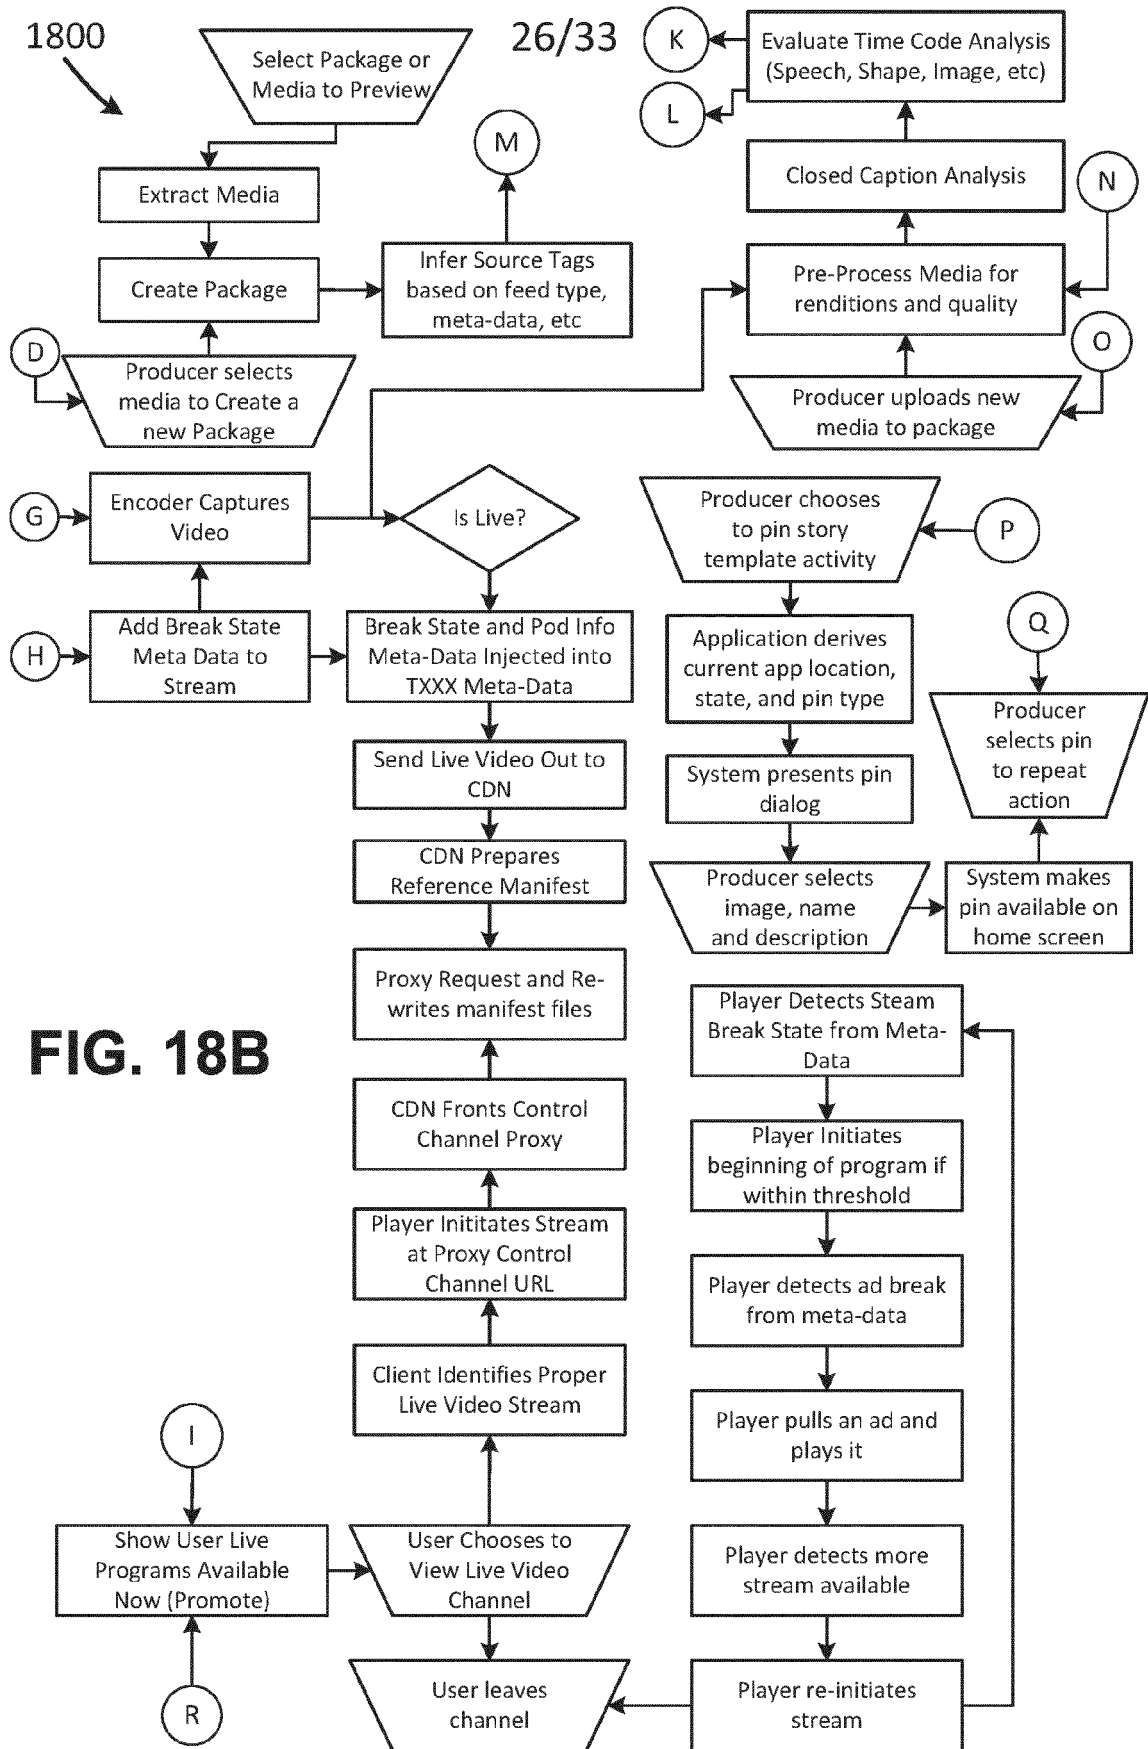 1800
26/33
Select Package or
Media to Preview
Extract Media
Create Package
Infer Source Tags
based on feed type,
meta-data, etc
M
D
Producer selects
media to Create a
new Package
K
L
Evaluate Time Code Analysis
(Speech, Shape, Image, etc)
Closed Caption Analysis
N
Pre-Process Media for
renditions and quality
O
Producer uploads new
media to package
G
Encoder Captures
Video
Is Live?
H
Add Break State
Meta Data to
Stream
Break State and Pod Info
Meta-Data Injected into
TXXX Meta-Data
Send Live Video Out to
CDN
CDN Prepares
Reference Manifest
Proxy Request and Re-
writes manifest files
CDN Fronts Control
Channel Proxy
Player Inititates Stream
at Proxy Control
Channel URL
Client Identifies Proper
Live Video Stream
I
Show User Live
Programs Available
Now (Promote)
R
User Chooses to
View Live Video
Channel
User leaves
channel
Producer chooses
to pin story
template activity
P
Application derives
current app location,
state, and pin type
System presents pin
dialog
Producer selects
image, name
and description
Q
Producer
selects pin
to repeat
action
System makes
pin available on
home screen
Player Detects Steam
Break State from Meta-
Data
Player Initiates
beginning of program if
within threshold
Player detects ad break
from meta-data
Player pulls an ad and
plays it
Player detects more
stream available
Player re-initiates
stream
FIG. 18B